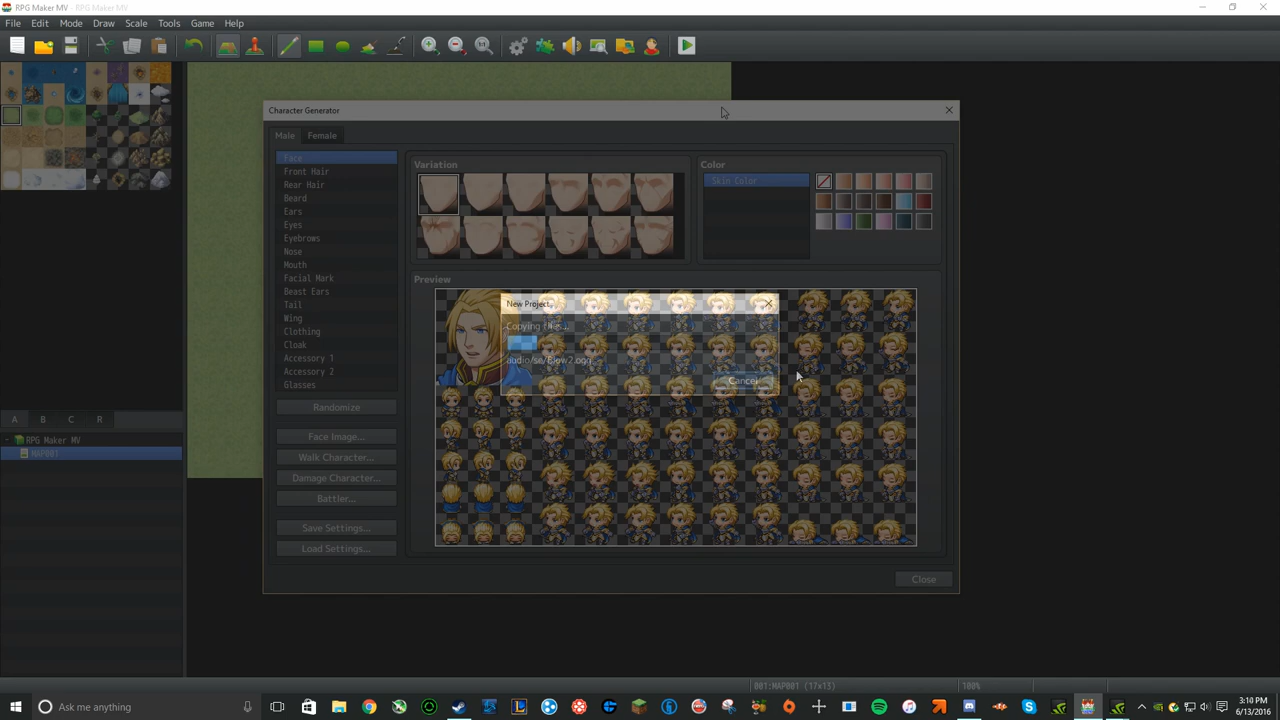 RPG Maker MV - RPG Maker MV
File Edit Mode Draw Scale Tools Game Help
Character Generator
Male Female
Face
Front Hair
Rear Hair
Beard
Ears
Eyes
Eyebrows
Nose
Mouth
Facial Mark
Beast Ears
Tail
Wing
Clothing
Cloak
Accessory 1
Accessory 2
Glasses
Randomize
Face Image...
Walk Character...
Damage Character...
Battler...
Save Settings...
Load Settings...
Variation
Color
Skin Color
Preview
New Project
Copying files...
audio/se/Blow2.ogg
Cancel
Close
A B C R
RPG Maker MV
MAP001
001:MAP001 (17x13) 100%
Ask me anything
3:10 PM
6/13/2016